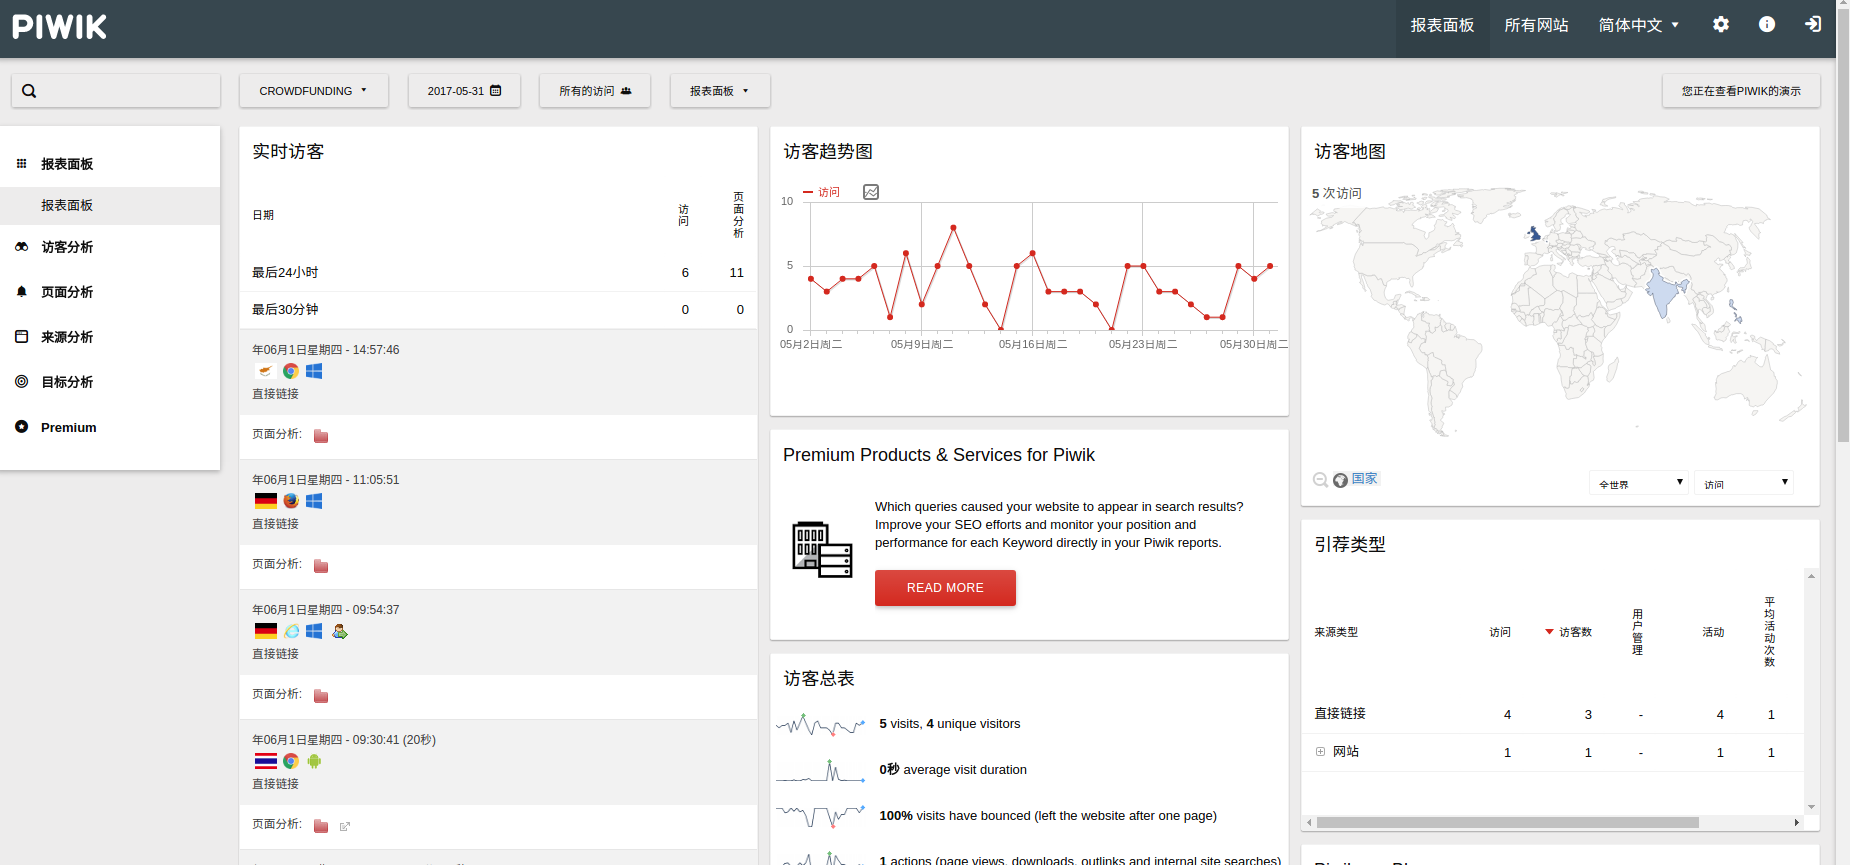 PIWIK
报表面板
所有网站
简体中文
CROWDFUNDING
2017-05-31
所有的访问
报表面板
您正在查看PIWIK的演示
报表面板
报表面板
访客分析
页面分析
来源分析
目标分析
Premium
实时访客
日期 访问 页面分析
最后24小时 6 11
最后30分钟 0 0
年06月1日星期四 - 14:57:46
直接链接
页面分析:
年06月1日星期四 - 11:05:51
直接链接
页面分析:
年06月1日星期四 - 09:54:37
直接链接
页面分析:
年06月1日星期四 - 09:30:41 (20秒)
直接链接
页面分析:
访客趋势图
访问
10
5
0
05月2日周二 05月9日周二 05月16日周二 05月23日周二 05月30日周二
Premium Products & Services for Piwik
Which queries caused your website to appear in search results?
Improve your SEO efforts and monitor your position and
performance for each Keyword directly in your Piwik reports.
READ MORE
访客总表
5 visits, 4 unique visitors
0秒 average visit duration
100% visits have bounced (left the website after one page)
1 actions (page views, downloads, outlinks and internal site searches)
访客地图
5 次访问
国家
全世界
访问
引荐类型
来源类型 访问 访客数 用户管理 活动 平均活动次数
直接链接 4 3 - 4 1
网站 1 1 - 1 1